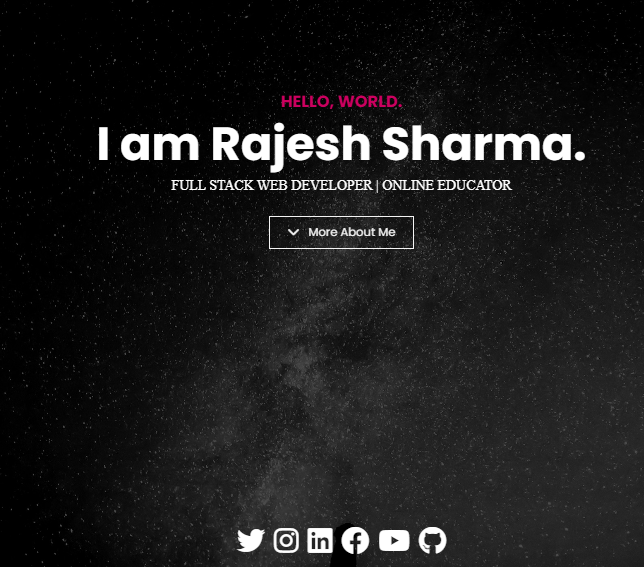 HELLO, WORLD.
I am Rajesh Sharma.
FULL STACK WEB DEVELOPER | ONLINE EDUCATOR
More About Me